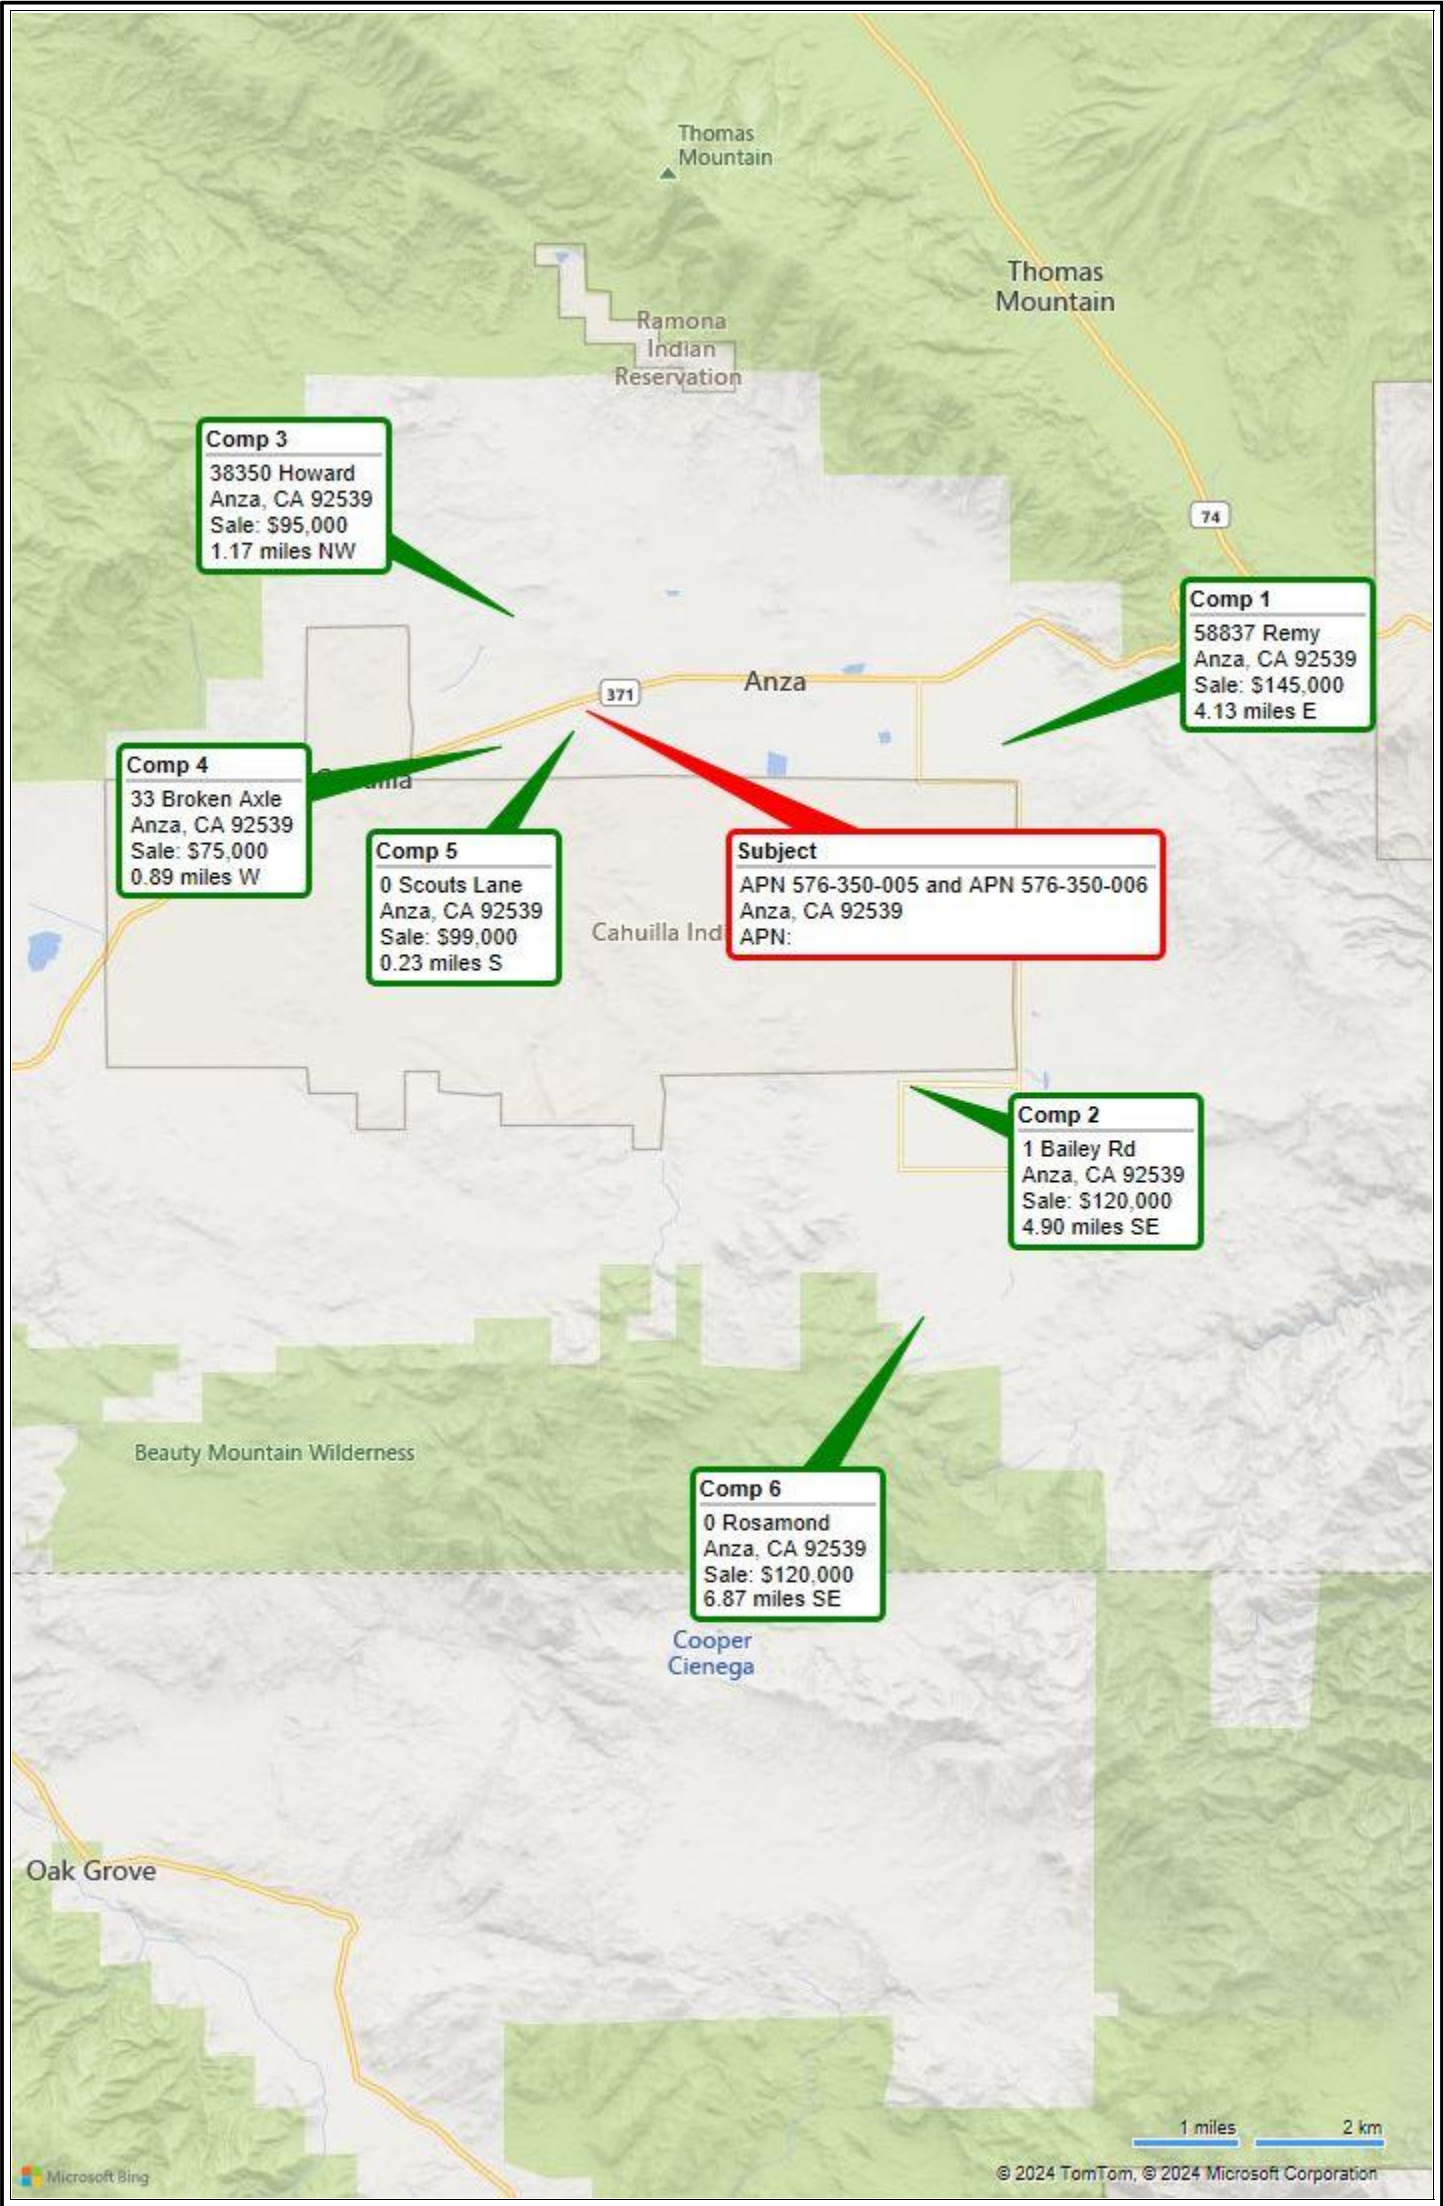 Thomas
Mountain
Thomas
Mountain
Ramona
Indian
Reservation
Comp 3
38350 Howard
Anza, CA 92539
Sale: $95,000
1.17 miles NW
74
Comp 1
58837 Remy
Anza, CA 92539
Sale: $145,000
4.13 miles E
371
Anza
Comp 4
33 Broken Axle
Anza, CA 92539
Sale: $75,000
0.89 miles W
Comp 5
0 Scouts Lane
Anza, CA 92539
Sale: $99,000
0.23 miles S
Subject
APN 576-350-005 and APN 576-350-006
Anza, CA 92539
APN:
Cahuilla Indi
Comp 2
1 Bailey Rd
Anza, CA 92539
Sale: $120,000
4.90 miles SE
Beauty Mountain Wilderness
Comp 6
0 Rosamond
Anza, CA 92539
Sale: $120,000
6.87 miles SE
Cooper
Cienega
Oak Grove
1 miles
2 km
Microsoft Bing
© 2024 TomTom, © 2024 Microsoft Corporation